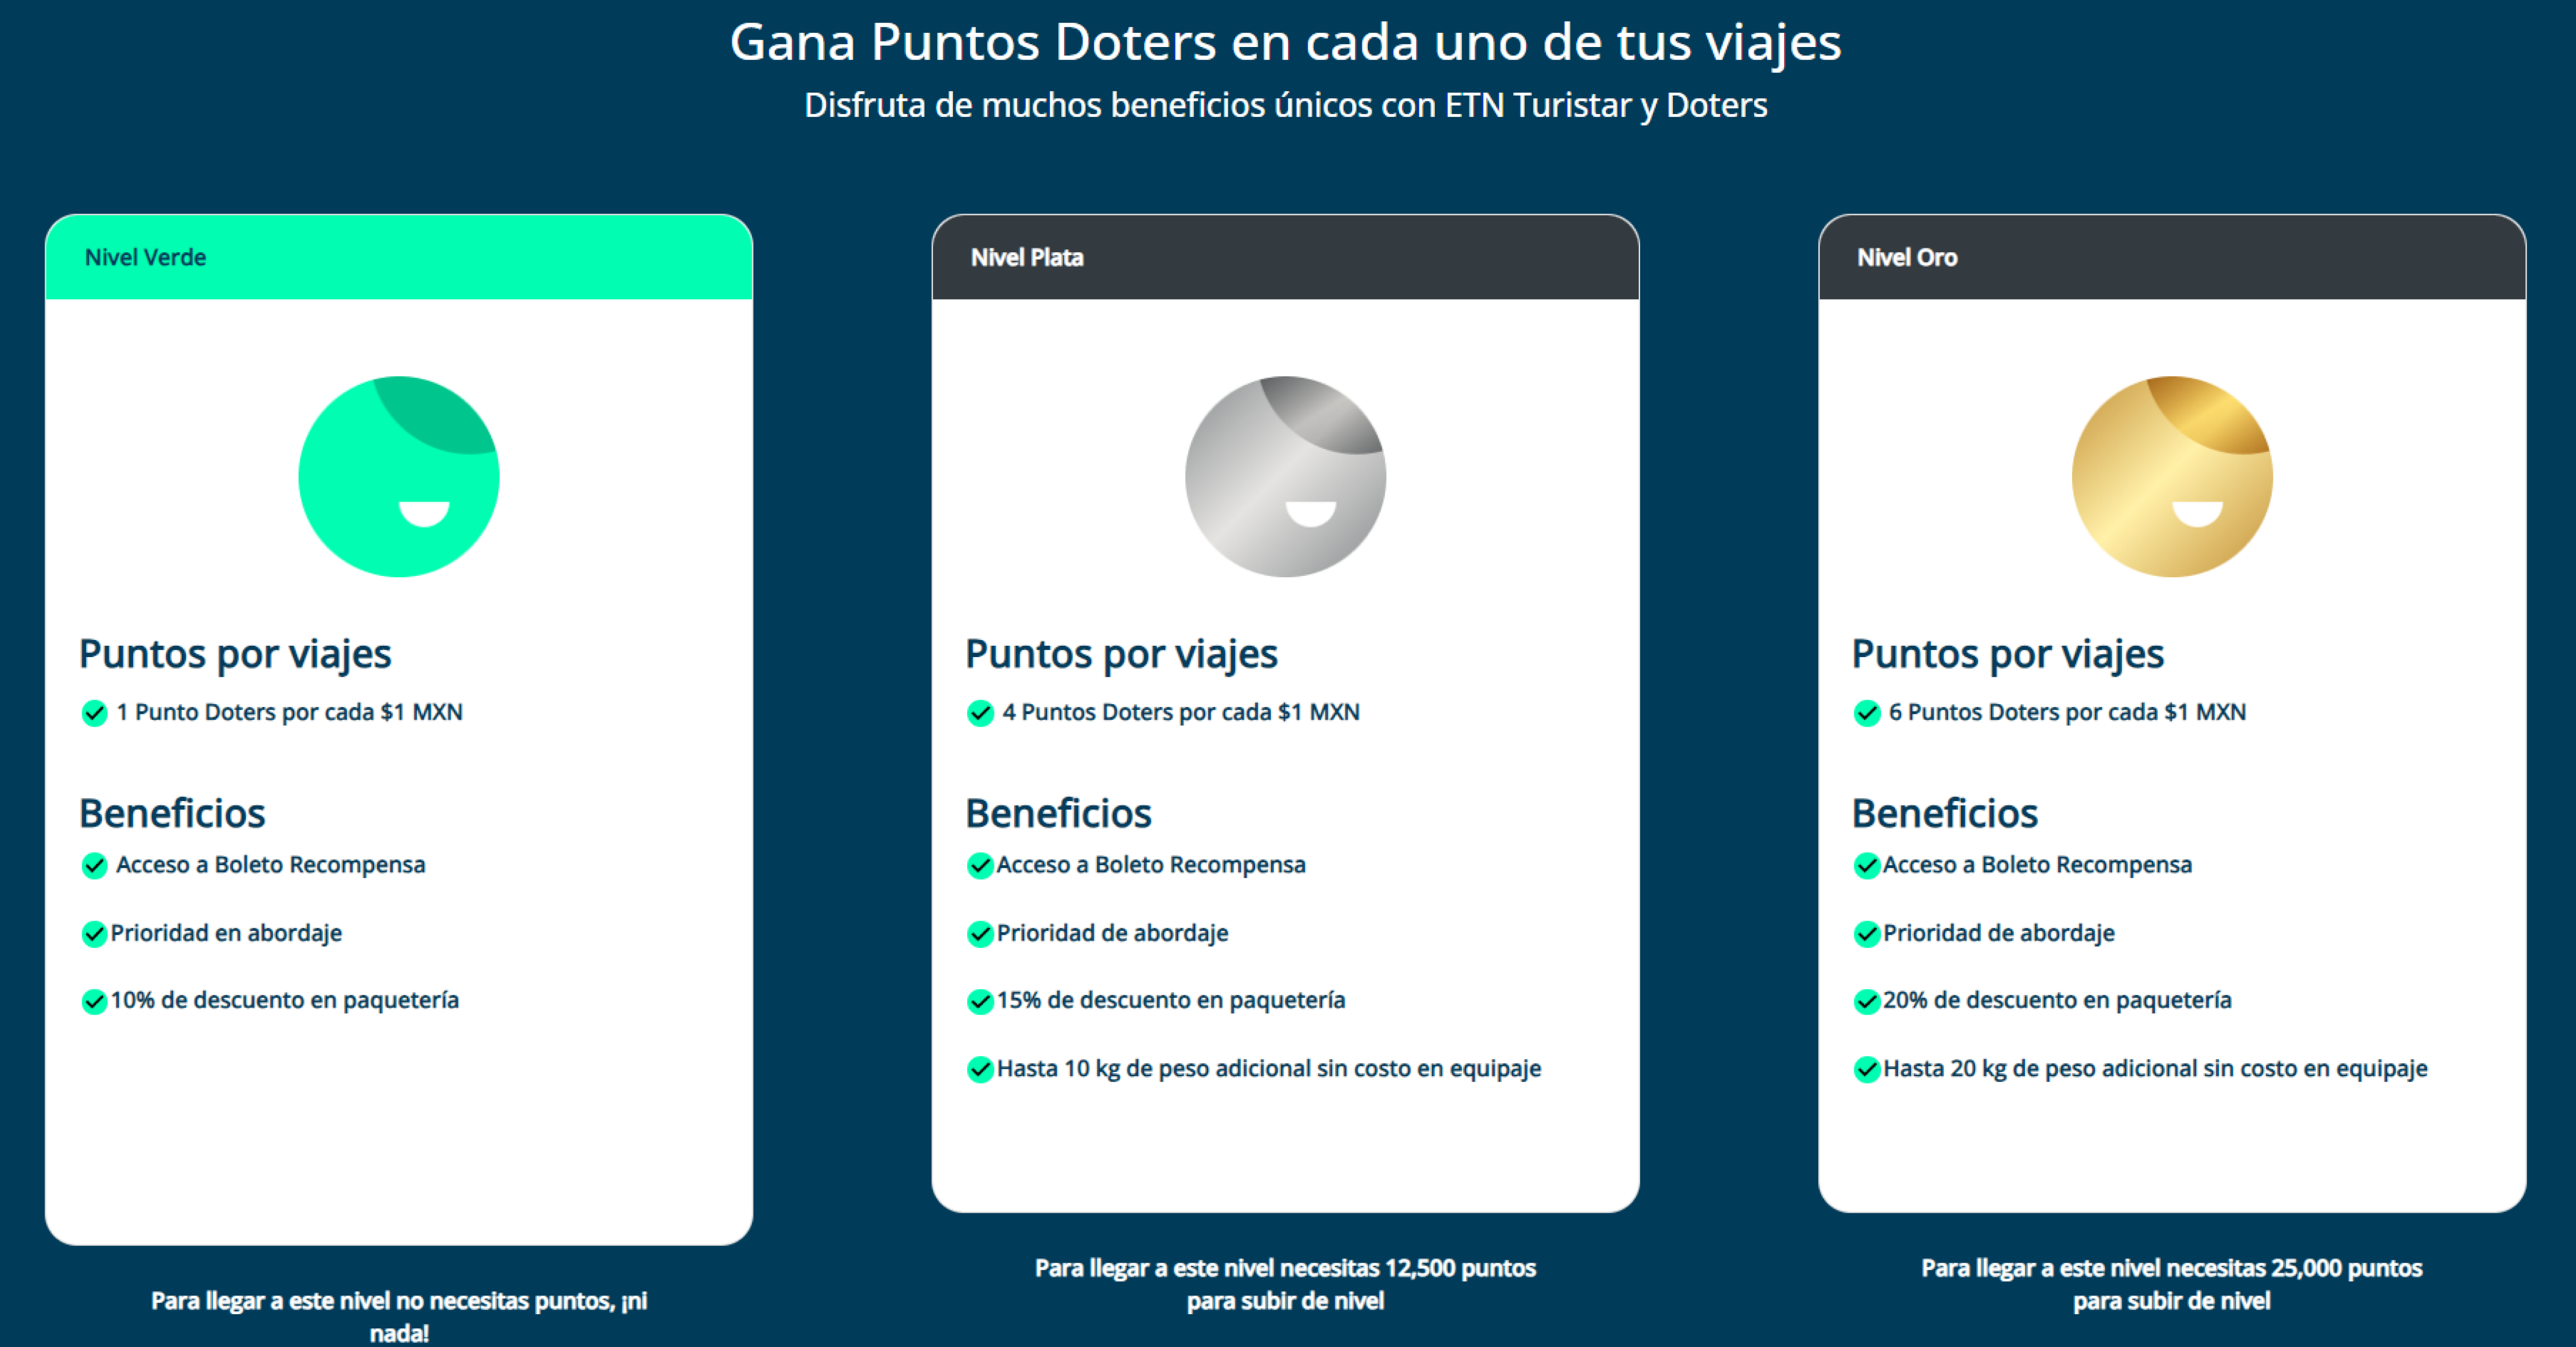 Gana Puntos Doters en cada uno de tus viajes
Disfruta de muchos beneficios únicos con ETN Turistar y Doters
Nivel Verde
Puntos por viajes
1 Punto Doters por cada $1 MXN
Beneficios
Acceso a Boleto Recompensa
Prioridad en abordaje
10% de descuento en paquetería
Para llegar a este nivel no necesitas puntos, ¡ni
nada!
Nivel Plata
Puntos por viajes
4 Puntos Doters por cada $1 MXN
Beneficios
Acceso a Boleto Recompensa
Prioridad de abordaje
15% de descuento en paquetería
Hasta 10 kg de peso adicional sin costo en equipaje
Para llegar a este nivel necesitas 12,500 puntos
para subir de nivel
Nivel Oro
Puntos por viajes
6 Puntos Doters por cada $1 MXN
Beneficios
Acceso a Boleto Recompensa
Prioridad de abordaje
20% de descuento en paquetería
Hasta 20 kg de peso adicional sin costo en equipaje
Para llegar a este nivel necesitas 25,000 puntos
para subir de nivel